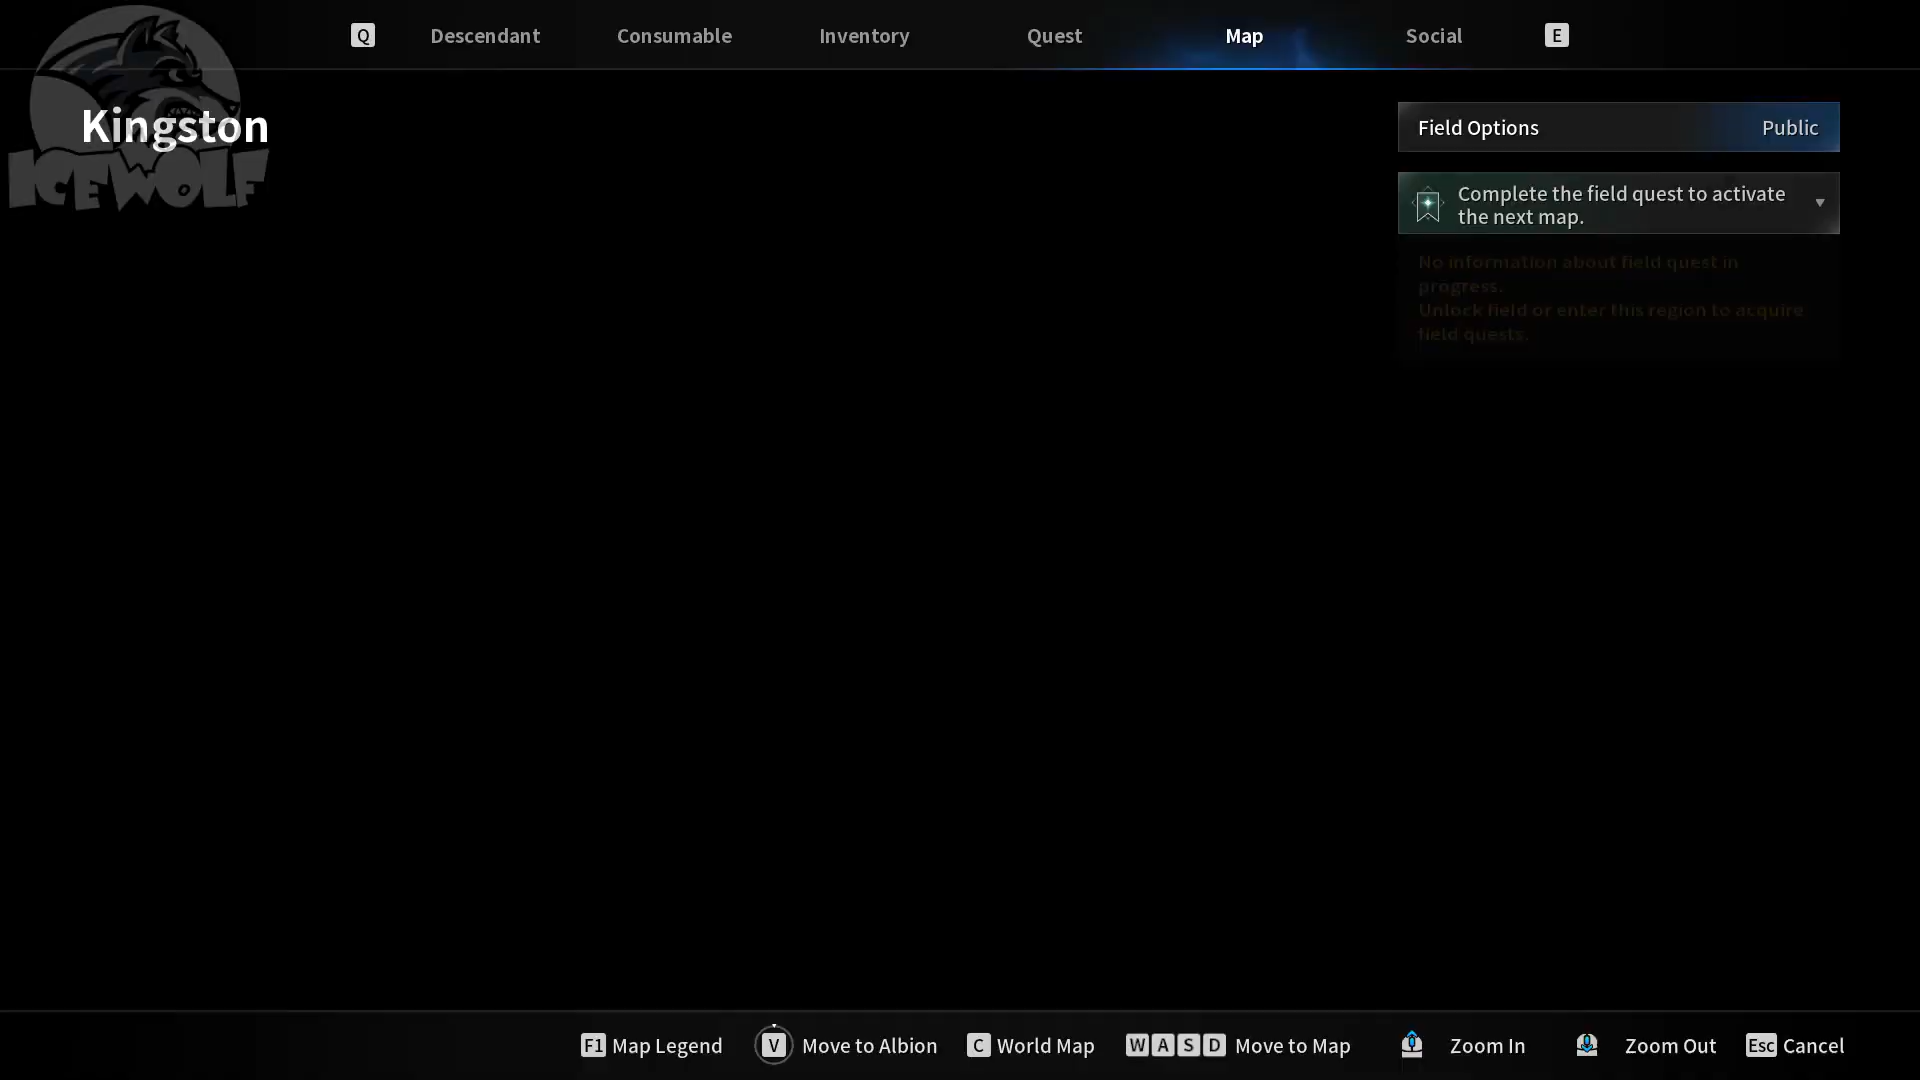 Q Descendant Consumable Inventory Quest Map Social E
Kingston
ICEWOLF
Field Options Public
Complete the field quest to activate
the next map.
No information about field quest in
progress.
Unlock field or enter this region to acquire
field quests.
F1 Map Legend V Move to Albion C World Map W A S D Move to Map Zoom In Zoom Out Esc Cancel